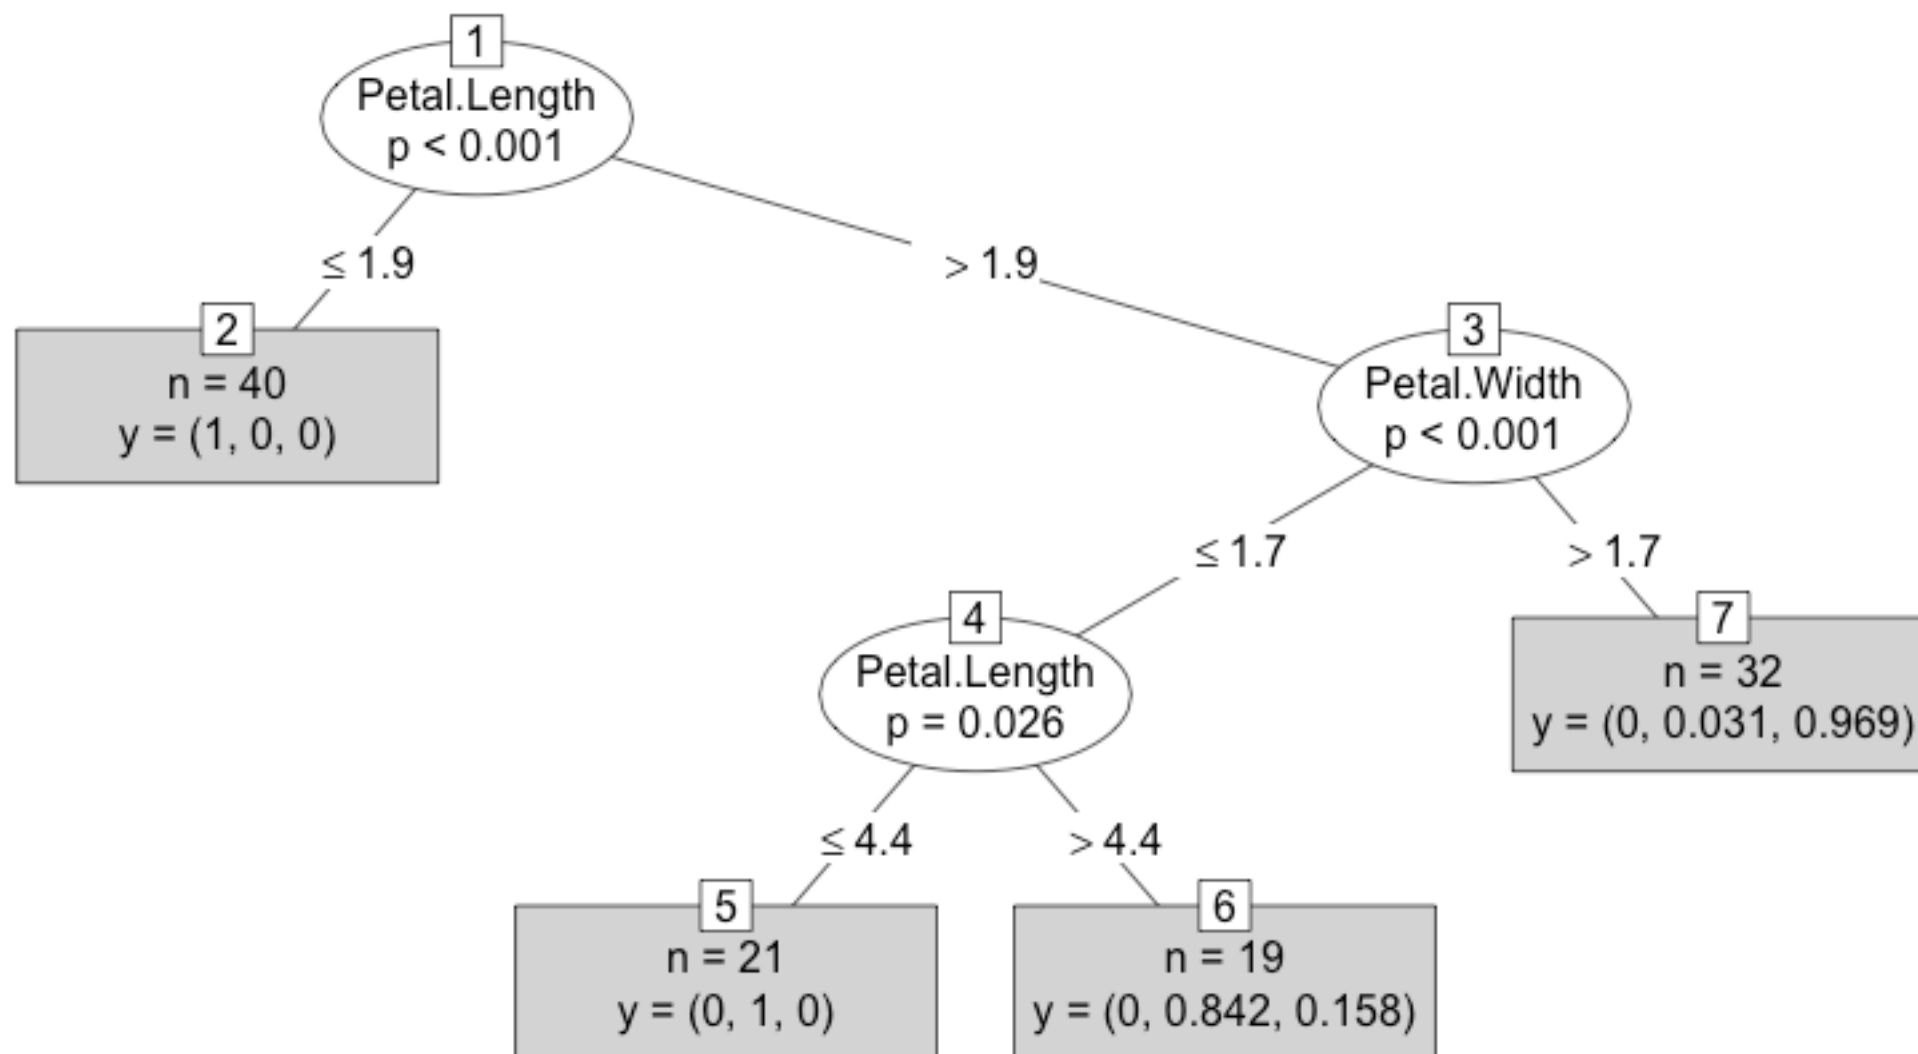 1
Petal.Length
p < 0.001
≤ 1.9
> 1.9
2
n = 40
y = (1, 0, 0)
3
Petal.Width
p < 0.001
≤ 1.7
> 1.7
4
Petal.Length
p = 0.026
7
n = 32
y = (0, 0.031, 0.969)
≤ 4.4
> 4.4
5
n = 21
y = (0, 1, 0)
6
n = 19
y = (0, 0.842, 0.158)